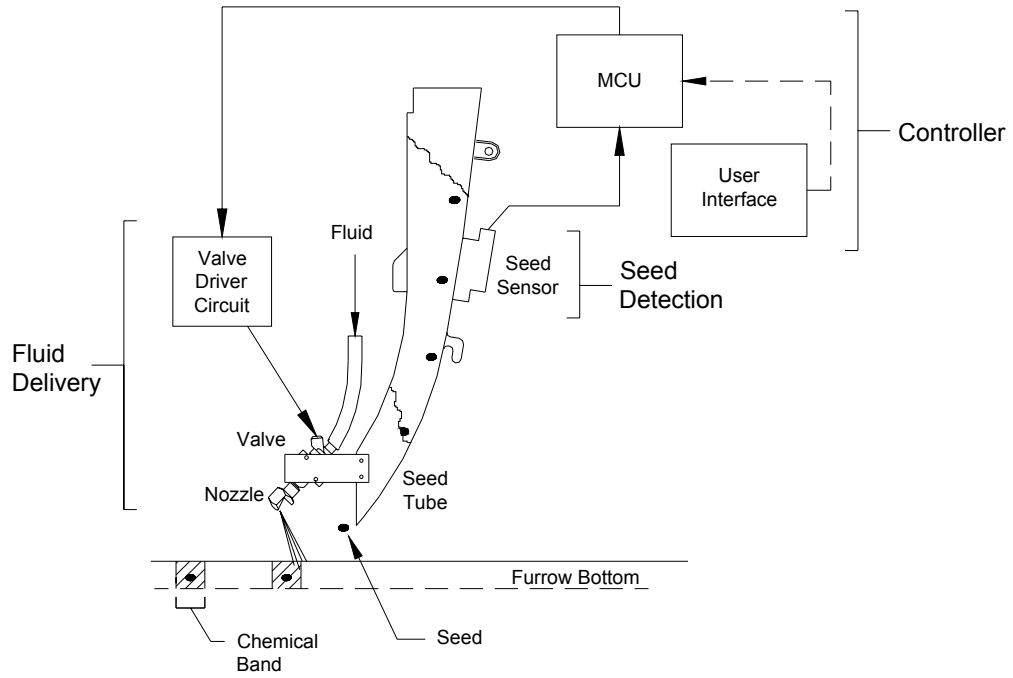 MCU
Controller
User
Interface
Fluid
Valve
Driver
Circuit
Seed
Sensor
Seed
Detection
Fluid
Delivery
Valve
Nozzle
Seed
Tube
Furrow Bottom
Chemical
Band
Seed